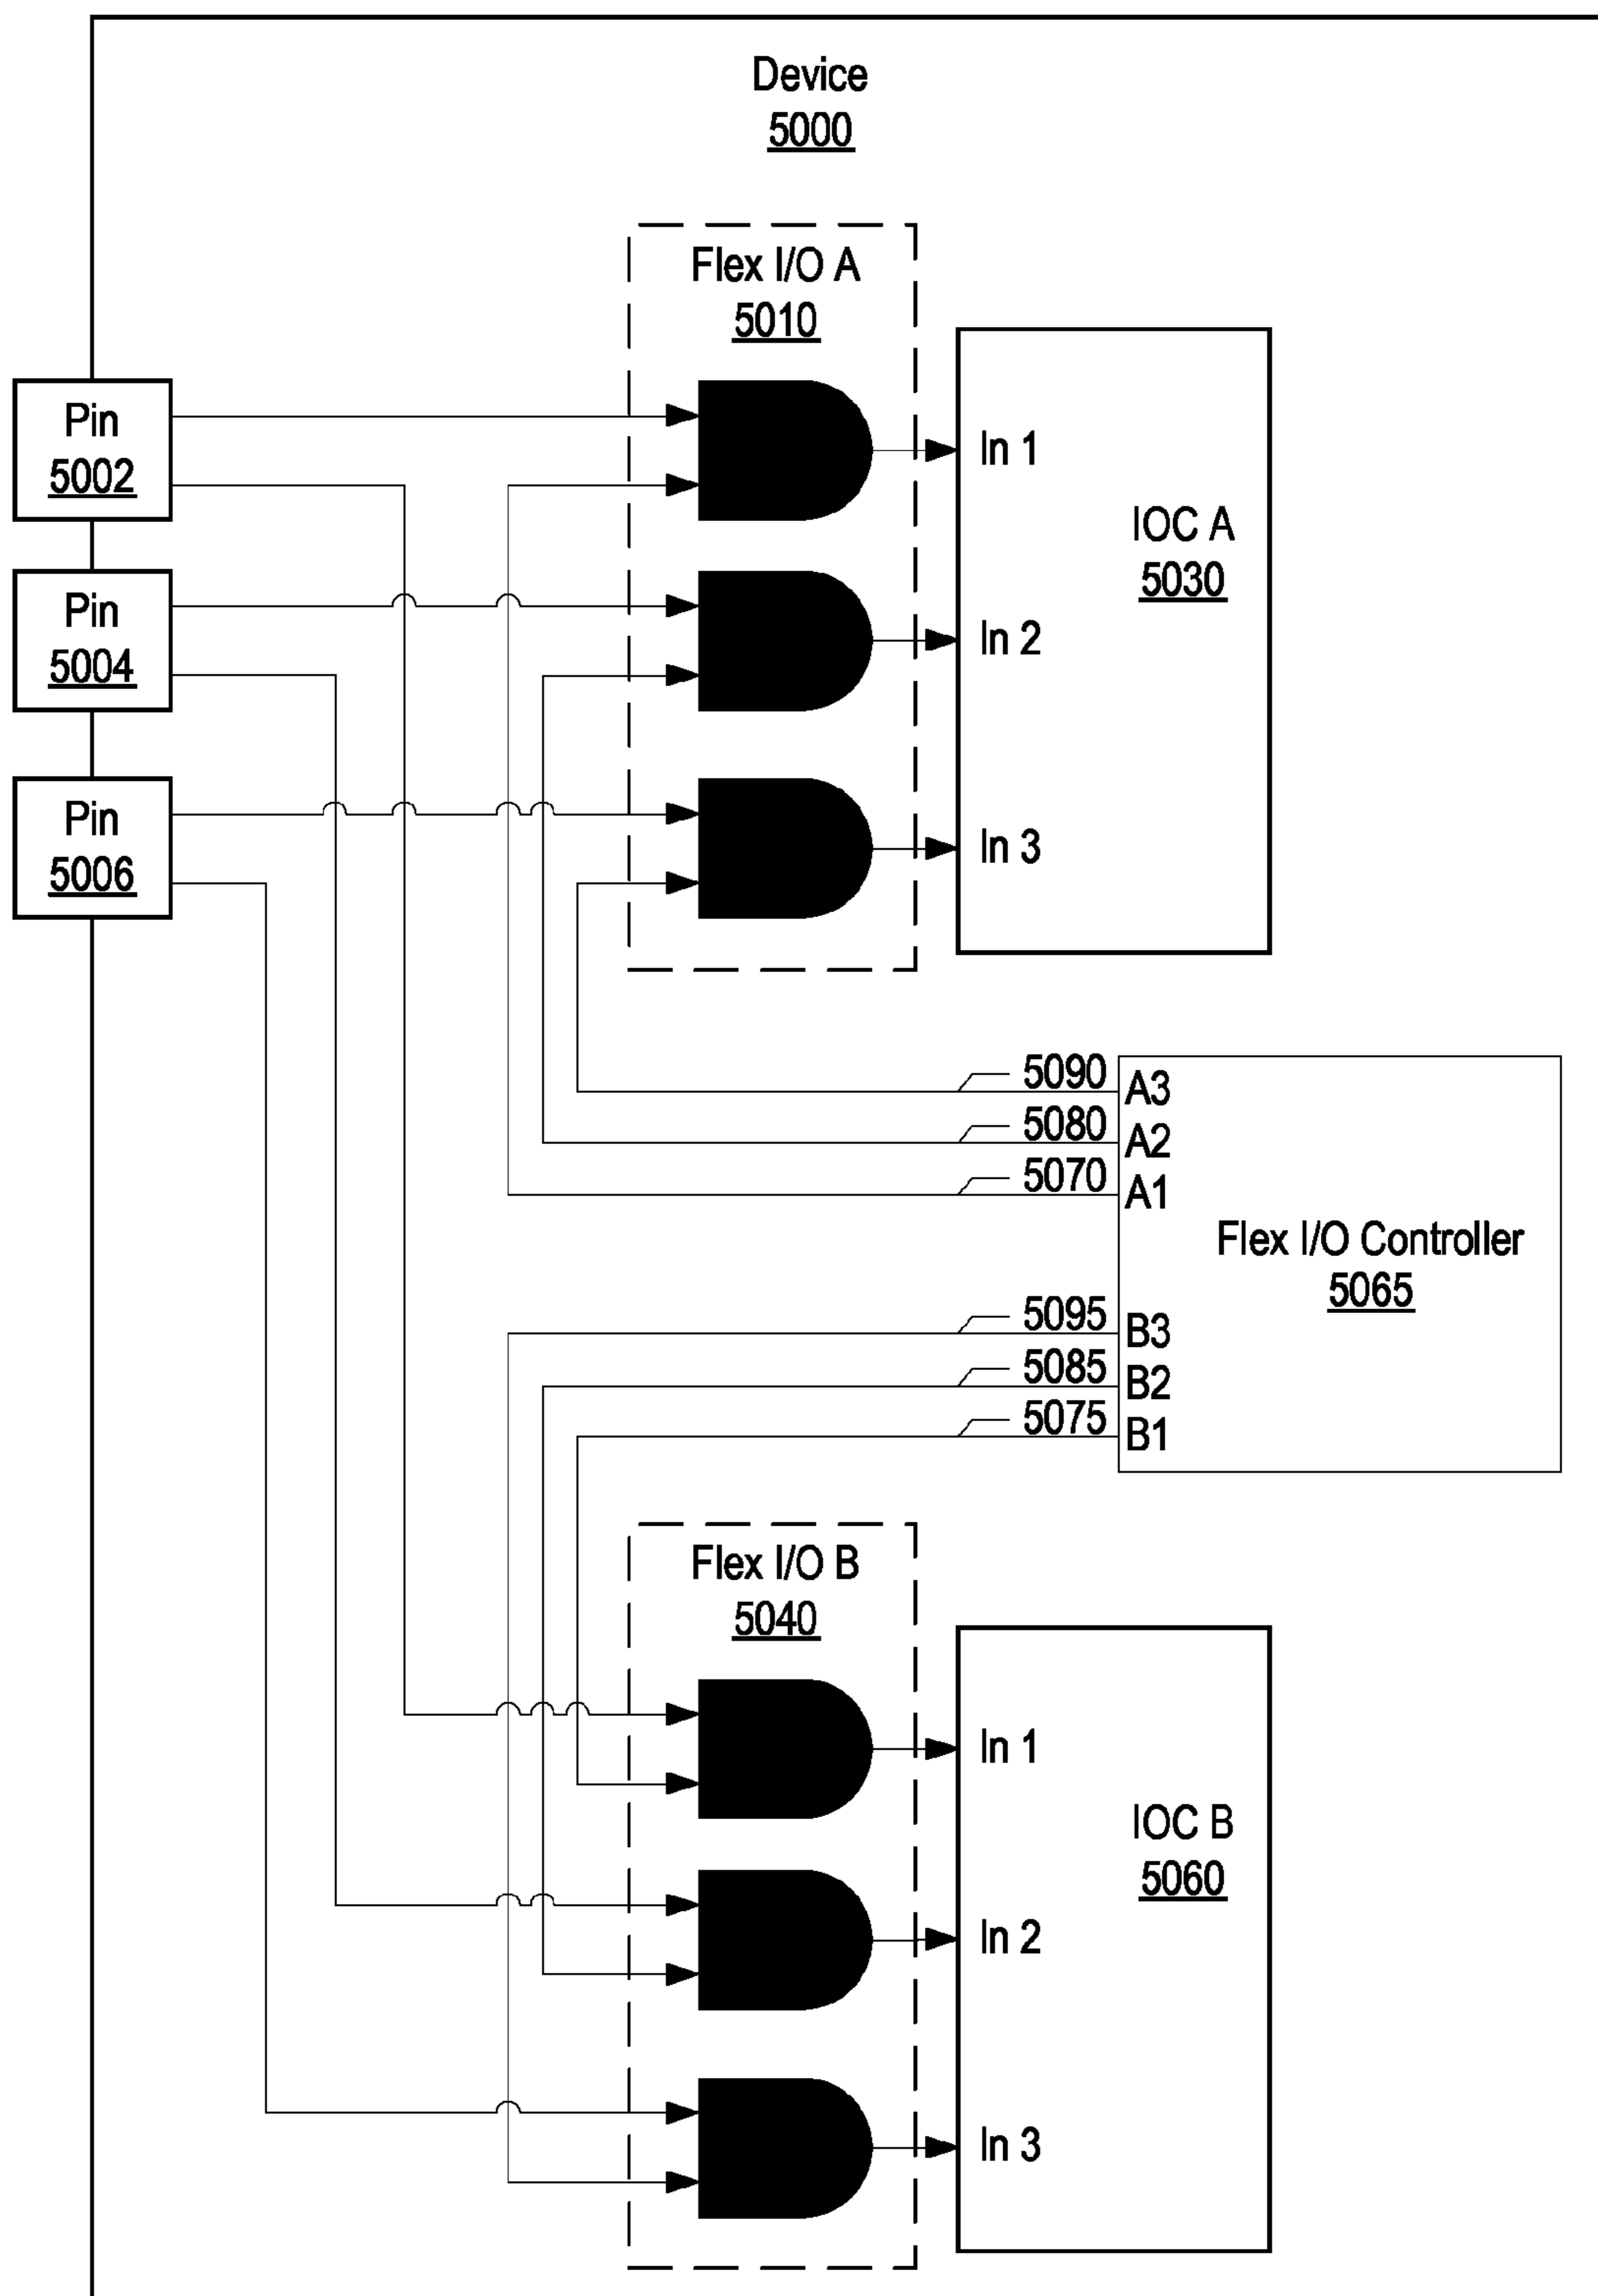 Device
5000
Flex I/O A
5010
Pin
5002
In 1
IOC A
5030
Pin
5004
In 2
Pin
5006
In 3
5090
A3
5080
A2
5070
A1
Flex I/O Controller
5065
5095
B3
5085
B2
5075
B1
Flex I/O B
5040
In 1
IOC B
5060
In 2
In 3